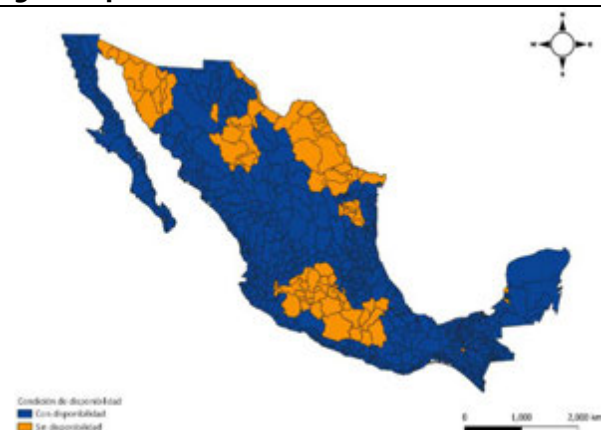 N
W E
S
Condición de disponibilidad
Con disponibilidad
Sin disponibilidad
0 1,000 2,000 km